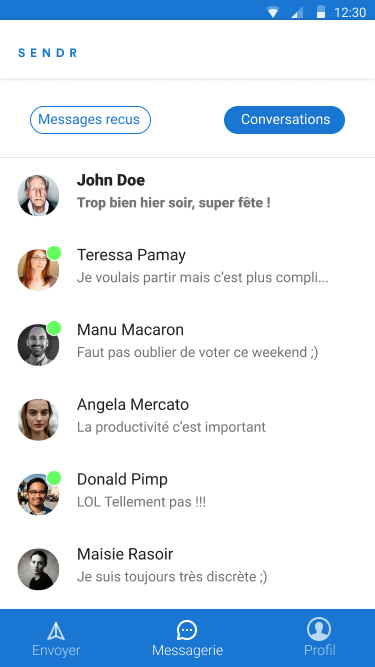 12:30
SENDR
Messages recus
Conversations
John Doe
Trop bien hier soir, super fête !
Teressa Pamay
Je voulais partir mais c’est plus compli...
Manu Macaron
Faut pas oublier de voter ce weekend ;)
Angela Mercato
La productivité c’est important
Donald Pimp
LOL Tellement pas !!!
Maisie Rasoir
Je suis toujours très discrète ;)
Envoyer
Messagerie
Profil